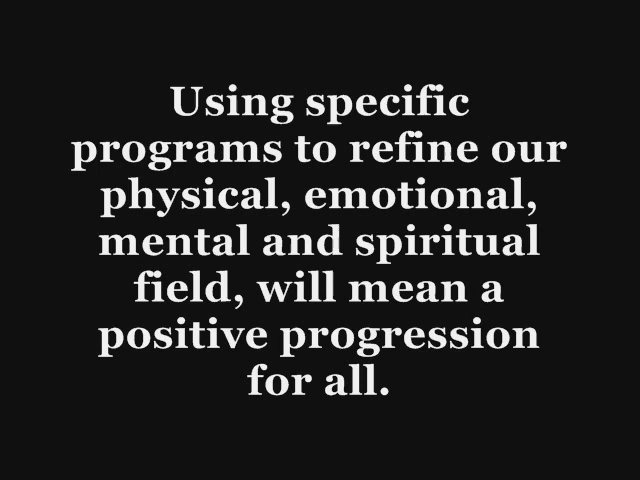 Using specific
programs to refine our
physical, emotional,
mental and spiritual
field, will mean a
positive progression
for all.